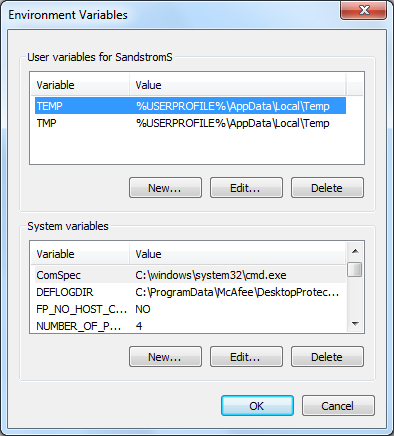 Environment Variables
User variables for SandstromS
Variable Value
TEMP %USERPROFILE%\AppData\Local\Temp
TMP %USERPROFILE%\AppData\Local\Temp
New... Edit... Delete
System variables
Variable Value
ComSpec C:\windows\system32\cmd.exe
DEFLOGDIR C:\ProgramData\McAfee\DesktopProtec...
FP_NO_HOST_C... NO
NUMBER_OF_P... 4
New... Edit... Delete
OK Cancel